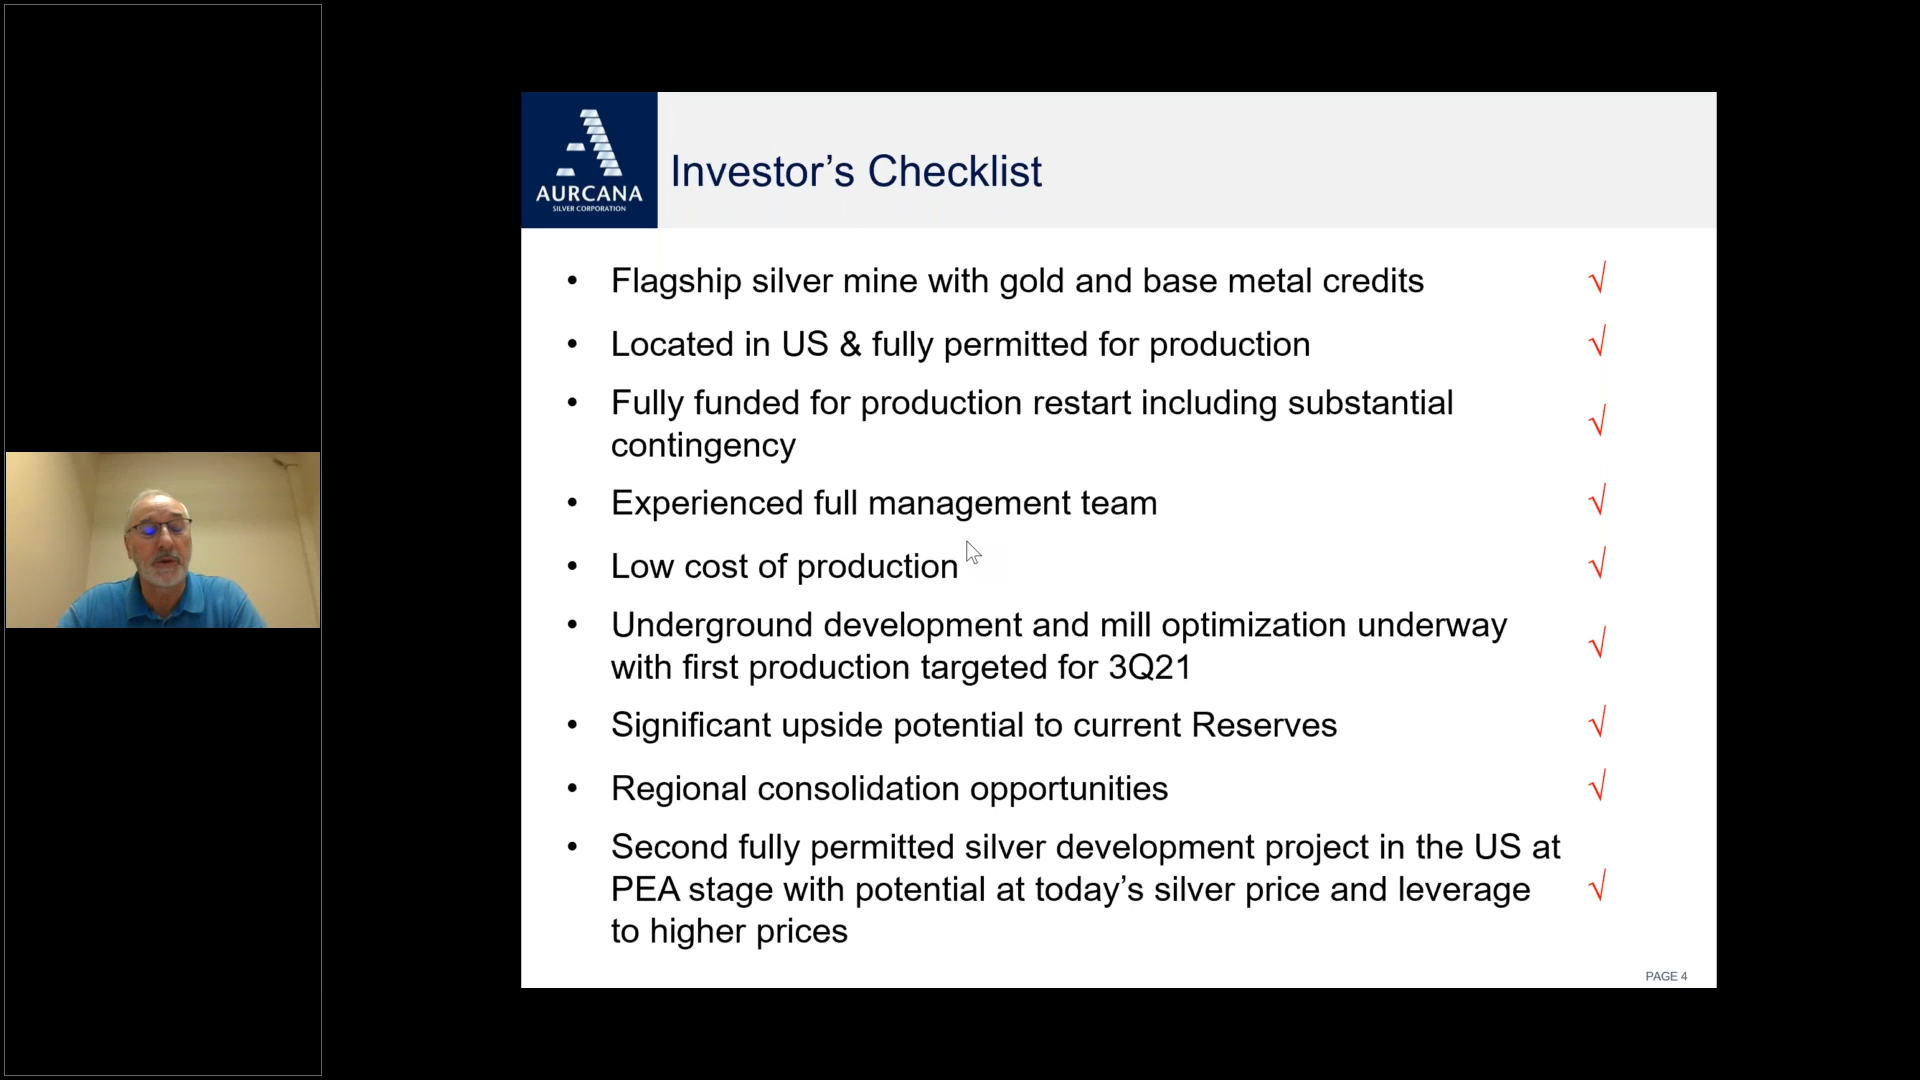 AURCANA
SILVER CORPORATION
Investor’s Checklist
• Flagship silver mine with gold and base metal credits √
• Located in US & fully permitted for production √
• Fully funded for production restart including substantial
contingency √
• Experienced full management team √
• Low cost of production √
• Underground development and mill optimization underway
with first production targeted for 3Q21 √
• Significant upside potential to current Reserves √
• Regional consolidation opportunities √
• Second fully permitted silver development project in the US at
PEA stage with potential at today’s silver price and leverage √
to higher prices
PAGE 4